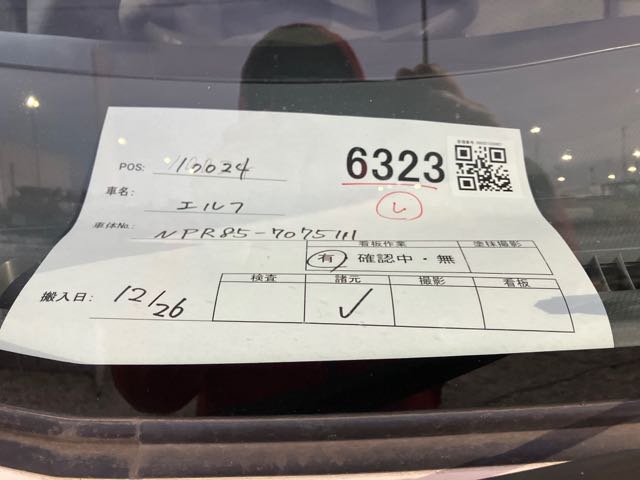 POS: 10024
6323
し
車名: エルフ
車体No. NPR85-7075111
看板作業 塗抹撮影
有 確認中・無
検査 諸元 撮影 看板
搬入日: 12/26 ✓